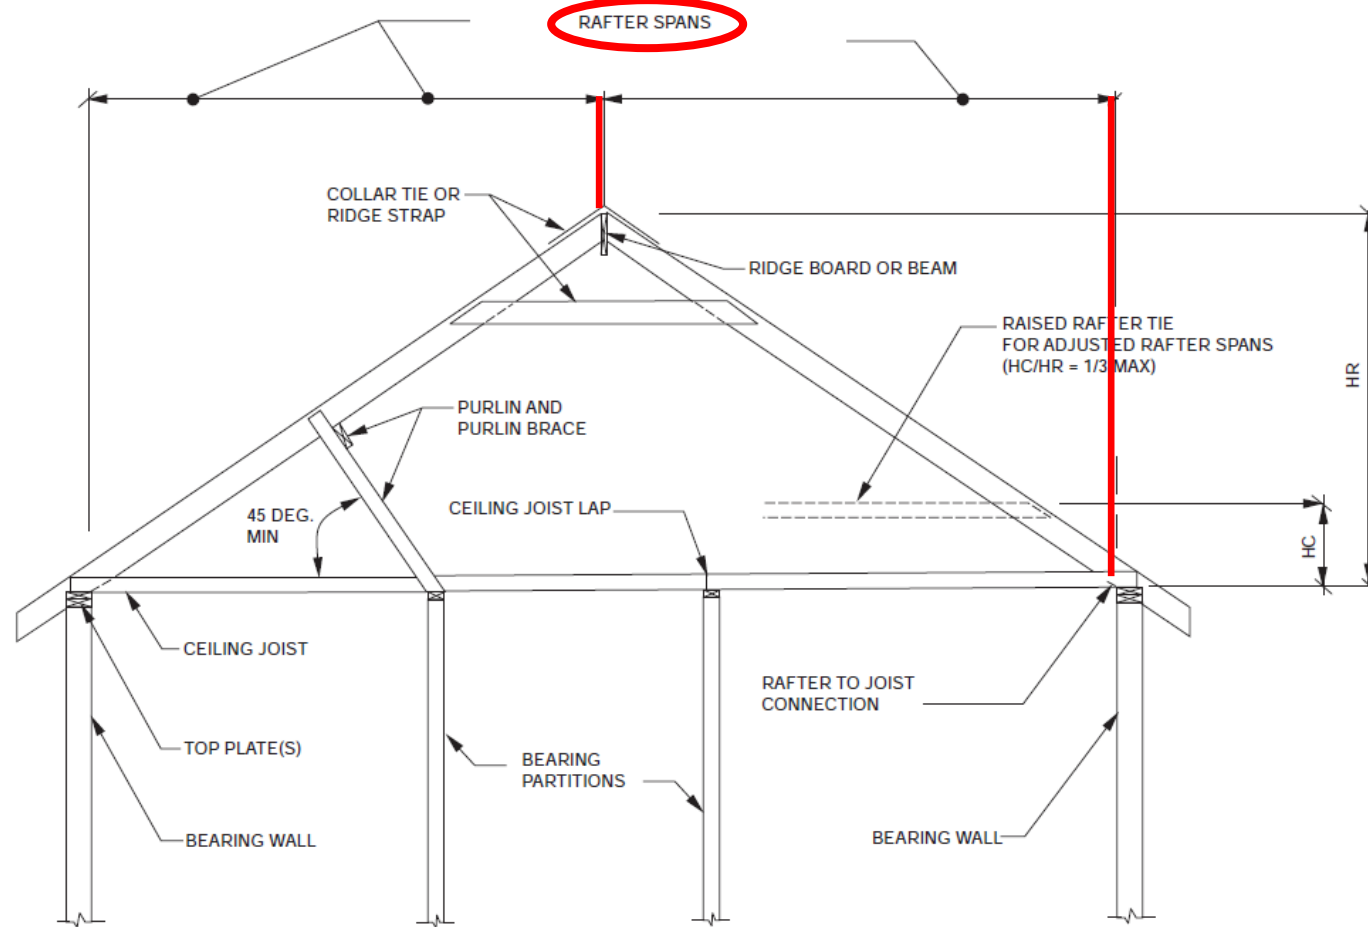 RAFTER SPANS
COLLAR TIE OR
RIDGE STRAP
RIDGE BOARD OR BEAM
RAISED RAFTER TIE
FOR ADJUSTED RAFTER SPANS
(HC/HR = 1/3 MAX)
HR
PURLIN AND
PURLIN BRACE
45 DEG.
MIN
CEILING JOIST LAP
HC
CEILING JOIST
RAFTER TO JOIST
CONNECTION
TOP PLATE(S)
BEARING
PARTITIONS
BEARING WALL
BEARING WALL